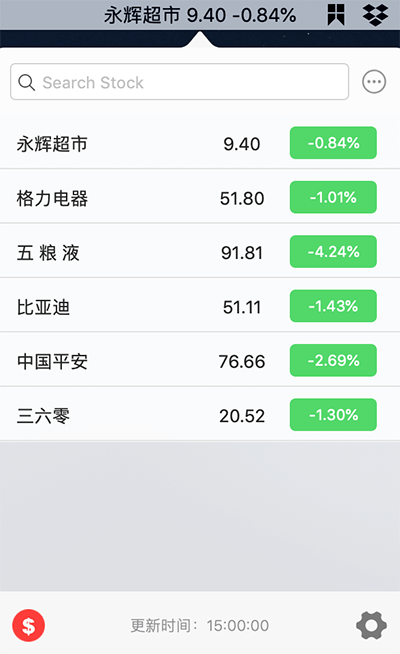 永辉超市 9.40 -0.84%
Search Stock
永辉超市 9.40 -0.84%
格力电器 51.80 -1.01%
五 粮 液 91.81 -4.24%
比亚迪 51.11 -1.43%
中国平安 76.66 -2.69%
三六零 20.52 -1.30%
$ 更新时间：15:00:00